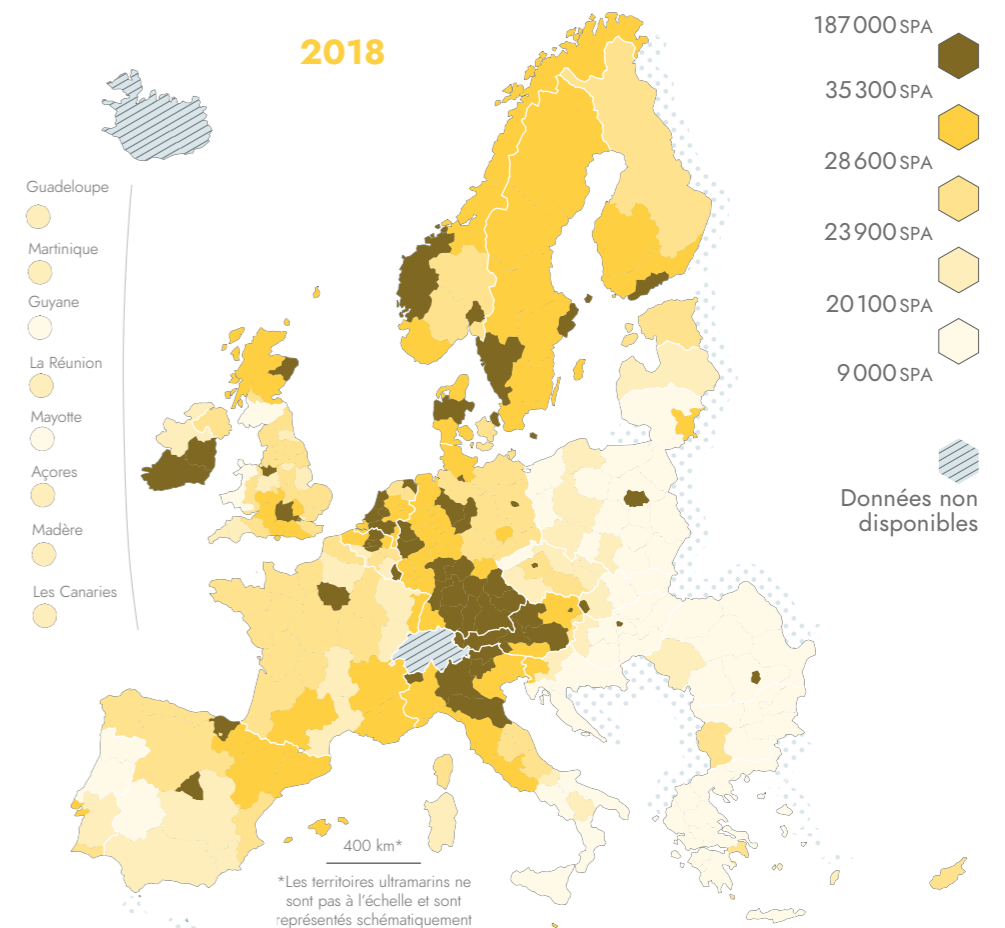 2018
187 000 SPA
35 300 SPA
28 600 SPA
23 900 SPA
20 100 SPA
9 000 SPA
Données non
disponibles
Guadeloupe
Martinique
Guyane
La Réunion
Mayotte
Açores
Madère
Les Canaries
400 km*
*Les territoires ultramarins ne
sont pas à l'échelle et sont
représentés schématiquement